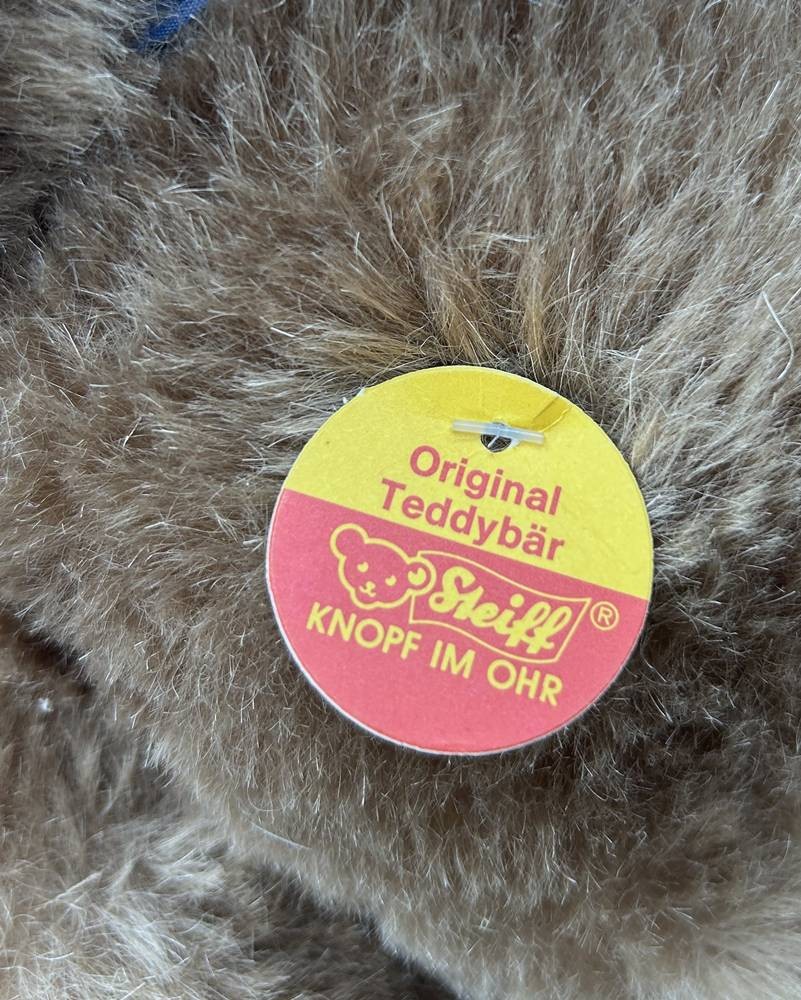 Original
Teddybär
Steiff ®
KNOPF IM OHR